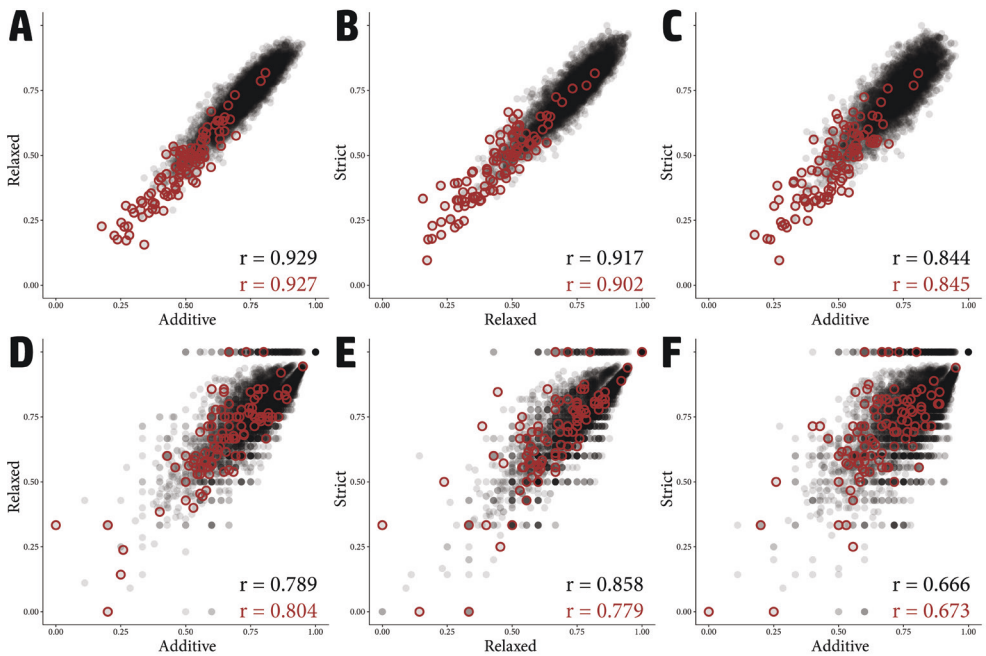 A
B
C
Relaxed
1.00
0.75
0.50
0.25
0.00
r = 0.929
r = 0.927
0.00 0.25 0.50 0.75 1.00
Additive
Strict
0.75
0.50
0.25
0.00
r = 0.917
r = 0.902
0.00 0.25 0.50 0.75 1.00
Relaxed
Strict
0.75
0.50
0.25
0.00
r = 0.844
r = 0.845
0.00 0.25 0.50 0.75 1.00
Additive
D
E
F
Relaxed
0.75
0.50
0.25
0.00
r = 0.789
r = 0.804
0.00 0.25 0.50 0.75 1.00
Additive
Strict
0.75
0.50
0.25
0.00
r = 0.858
r = 0.779
0.00 0.25 0.50 0.75 1.00
Relaxed
Strict
0.75
0.50
0.25
0.00
r = 0.666
r = 0.673
0.00 0.25 0.50 0.75 1.00
Additive